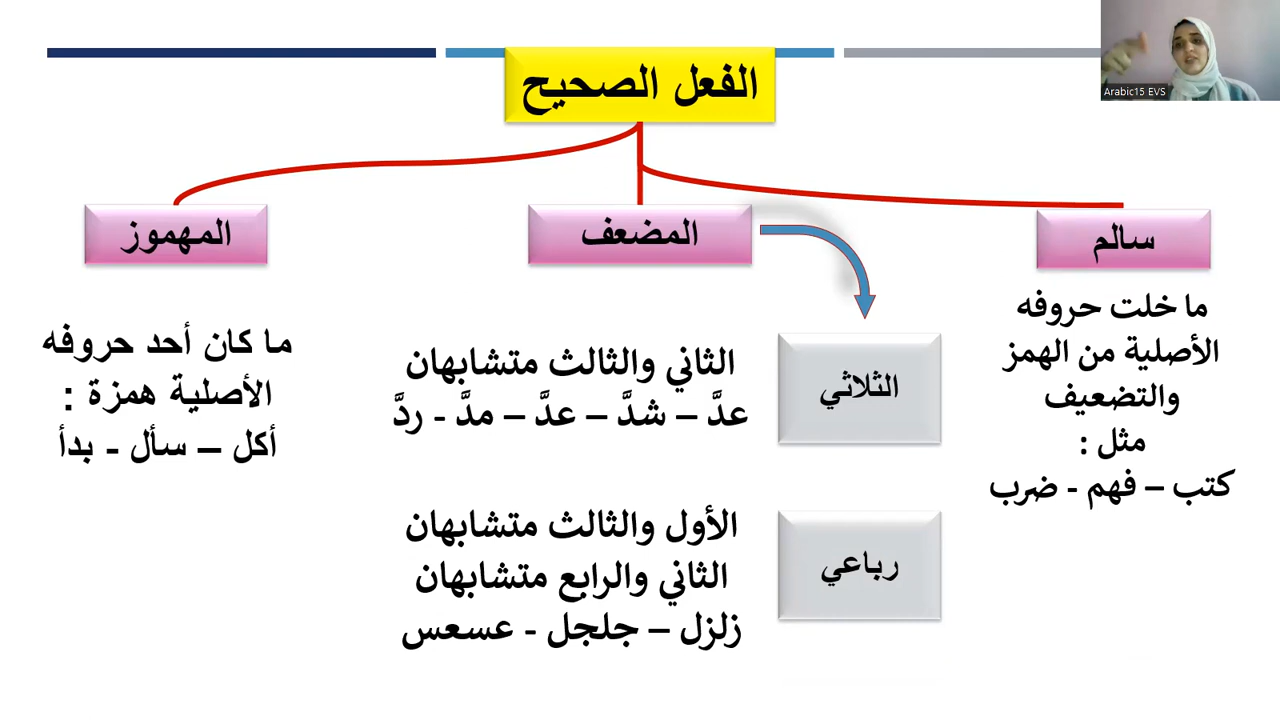 الفعل الصحيح
Arabic15 EVS
سالم
ما خلت حروفه
الأصلية من الهمز
والتضعيف
مثل :
كتب – فهم - ضرب
المضعف
الثلاثي
الثاني والثالث متشابهان
عدَّ – شدَّ – عدَّ – مدَّ - ردَّ
رباعي
الأول والثالث متشابهان
الثاني والرابع متشابهان
زلزل – جلجل - عسعس
المهموز
ما كان أحد حروفه
الأصلية همزة :
أكل – سأل - بدأ